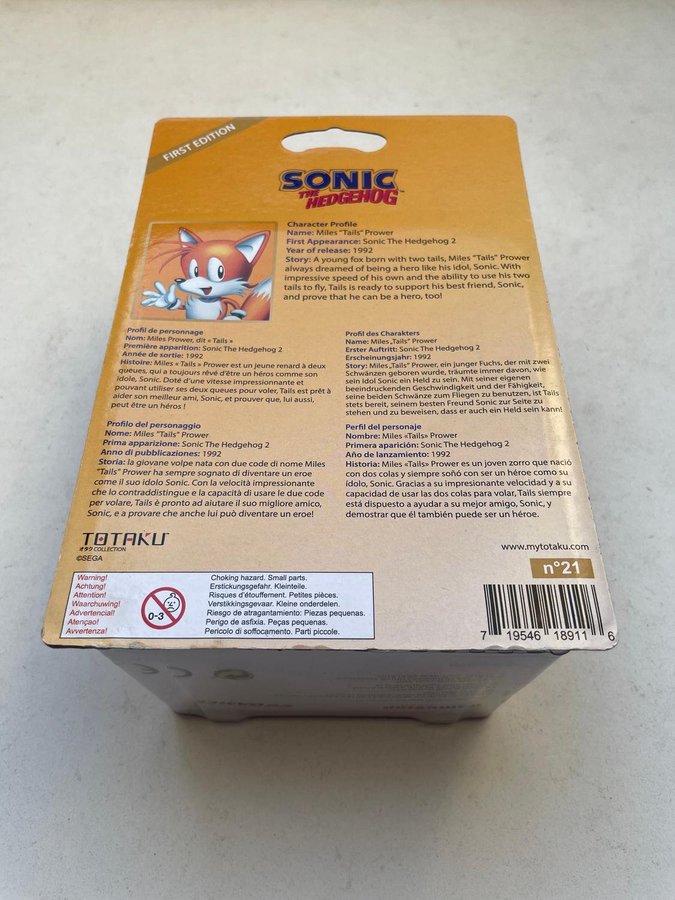 FIRST EDITION
SONIC
THE
HEDGEHOG™
Character Profile
Name: Miles "Tails" Prower
First Appearance: Sonic The Hedgehog 2
Year of release: 1992
Story: A young fox born with two tails, Miles "Tails" Prower
always dreamed of being a hero like his idol, Sonic. With
impressive speed of his own and the ability to use his two
tails to fly, Tails is ready to support his best friend, Sonic,
and prove that he can be a hero, too!
Profil de personnage
Nom: Miles Prower, dit « Tails »
Première apparition: Sonic The Hedgehog 2
Année de sortie: 1992
Histoire: Miles « Tails » Prower est un jeune renard à deux
queues, qui a toujours rêvé d'être un héros comme son
idole, Sonic. Doté d'une vitesse impressionnante et
pouvant utiliser ses deux queues pour voler, Tails est prêt à
aider son meilleur ami, Sonic, et prouver que, lui aussi,
peut être un héros !
Profil des Charakters
Name: Miles „Tails" Prower
Erster Auftritt: Sonic The Hedgehog 2
Erscheinungsjahr: 1992
Story: Miles „Tails" Prower, ein junger Fuchs, der mit zwei
Schwänzen geboren wurde, träumte immer davon, wie
sein Idol Sonic ein Held zu sein. Mit seiner eigenen
beeindruckenden Geschwindigkeit und der Fähigkeit,
seine beiden Schwänze zum Fliegen zu benutzen, ist Tails
stets bereit, seinem besten Freund Sonic zur Seite zu
stehen und zu beweisen, dass er auch ein Held sein kann!
Profilo del personaggio
Nome: Miles "Tails" Prower
Prima apparizione: Sonic The Hedgehog 2
Anno di pubblicazione: 1992
Storia: la giovane volpe nata con due code di nome Miles
"Tails" Prower ha sempre sognato di diventare un eroe
come il suo idolo Sonic. Con la velocità impressionante
che lo contraddistingue e la capacità di usare le due code
per volare, Tails è pronto ad aiutare il suo migliore amico,
Sonic, e a provare che anche lui può diventare un eroe!
Perfil del personaje
Nombre: Miles «Tails» Prower
Primera aparición: Sonic The Hedgehog 2
Año de lanzamiento: 1992
Historia: Miles «Tails» Prower es un joven zorro que nació
con dos colas y siempre soñó con ser un héroe como su
ídolo, Sonic. Gracias a su impresionante velocidad y a su
capacidad de usar las dos colas para volar, Tails siempre
está dispuesto a ayudar a su mejor amigo, Sonic, y
demostrar que él también puede ser un héroe.
TOTAKU™
オタク COLLECTION
©SEGA
www.mytotaku.com
n°21
Warning! Choking hazard. Small parts.
Achtung! Erstickungsgefahr. Kleinteile.
Attention! Risques d'étouffement. Petites pièces.
Waarchuwing! Verstikkingsgevaar. Kleine onderdelen.
Advertencial! Riesgo de atragantamiento: Piezas pequenas.
Atençao! Perigo de asfixia. Peças pequenas.
Avvertenza! Pericolo di soffocamento. Parti piccole.
0-3
7 19546 18911 6